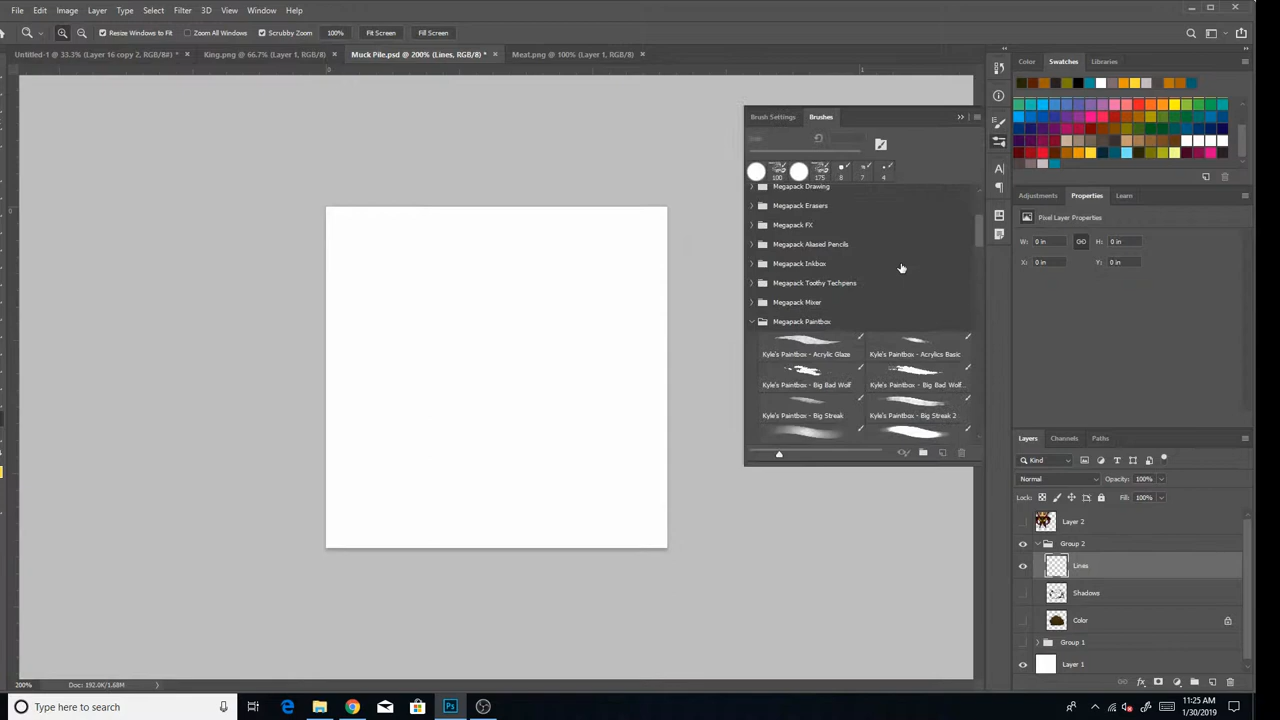 File Edit Image Layer Type Select Filter 3D View Window Help
Resize Windows to Fit Zoom All Windows Scrubby Zoom 100% Fit Screen Fill Screen
Untitled-1 @ 33.3% (Layer 16 copy 2, RGB/8#) * × King.png @ 66.7% (Layer 1, RGB/8) × Muck Pile.psd @ 200% (Lines, RGB/8) * × Meat.png @ 100% (Layer 1, RGB/8) ×
0 1
0
Brush Settings Brushes
100 175 8 7 4
Megapack Drawing
Megapack Erasers
Megapack FX
Megapack Aliased Pencils
Megapack Inkbox
Megapack Toothy Techpens
Megapack Mixer
Megapack Paintbox
Kyle's Paintbox - Acrylic Glaze Kyle's Paintbox - Acrylics Basic
Kyle's Paintbox - Big Bad Wolf Kyle's Paintbox - Big Bad Wolf...
Kyle's Paintbox - Big Streak Kyle's Paintbox - Big Streak 2
Color Swatches Libraries
Adjustments Properties Learn
Pixel Layer Properties
W: 0 in GO H: 0 in
X: 0 in Y: 0 in
Layers Channels Paths
Kind
Normal Opacity: 100%
Lock: Fill: 100%
Layer 2
Group 2
Lines
Shadows
Color
Group 1
Layer 1
200% Doc: 192.0K/1.68M
Type here to search
Ps
11:25 AM
1/30/2019